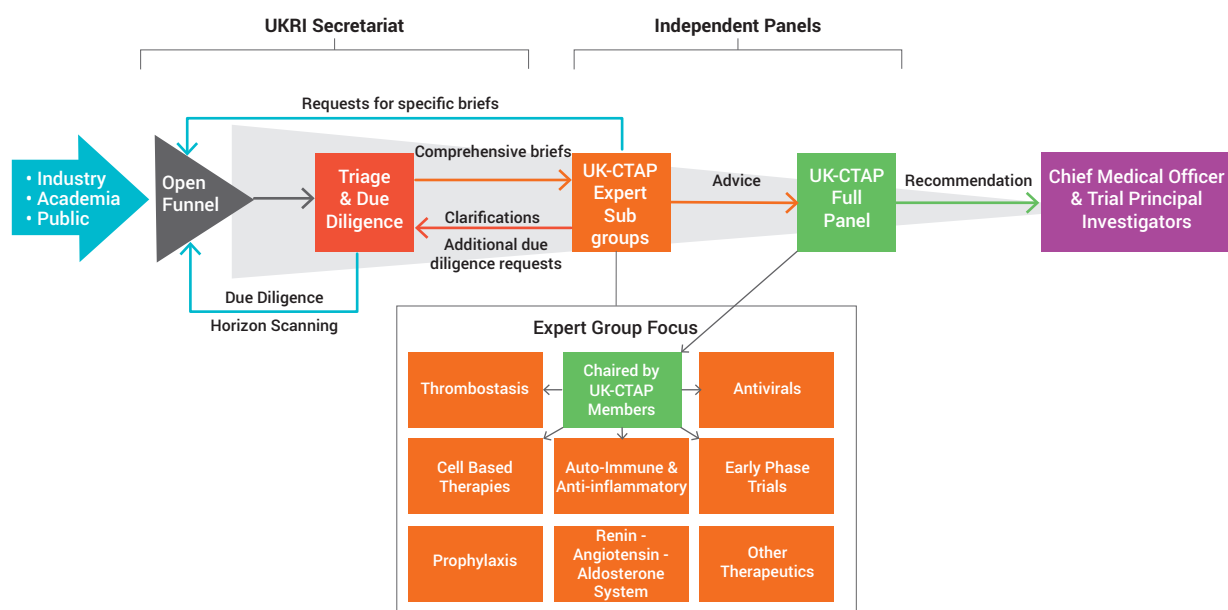 UKRI Secretariat
Independent Panels
Requests for specific briefs
• Industry
• Academia
• Public
Open
Funnel
Triage
& Due
Diligence
Comprehensive briefs
Clarifications
Additional due
diligence requests
UK-CTAP
Expert
Sub
groups
Advice
UK-CTAP
Full
Panel
Recommendation
Chief Medical Officer
& Trial Principal
Investigators
Due Diligence
Horizon Scanning
Expert Group Focus
Thrombostasis
Chaired by
UK-CTAP
Members
Antivirals
Cell Based
Therapies
Auto-Immune &
Anti-inflammatory
Early Phase
Trials
Prophylaxis
Renin -
Angiotensin -
Aldosterone
System
Other
Therapeutics